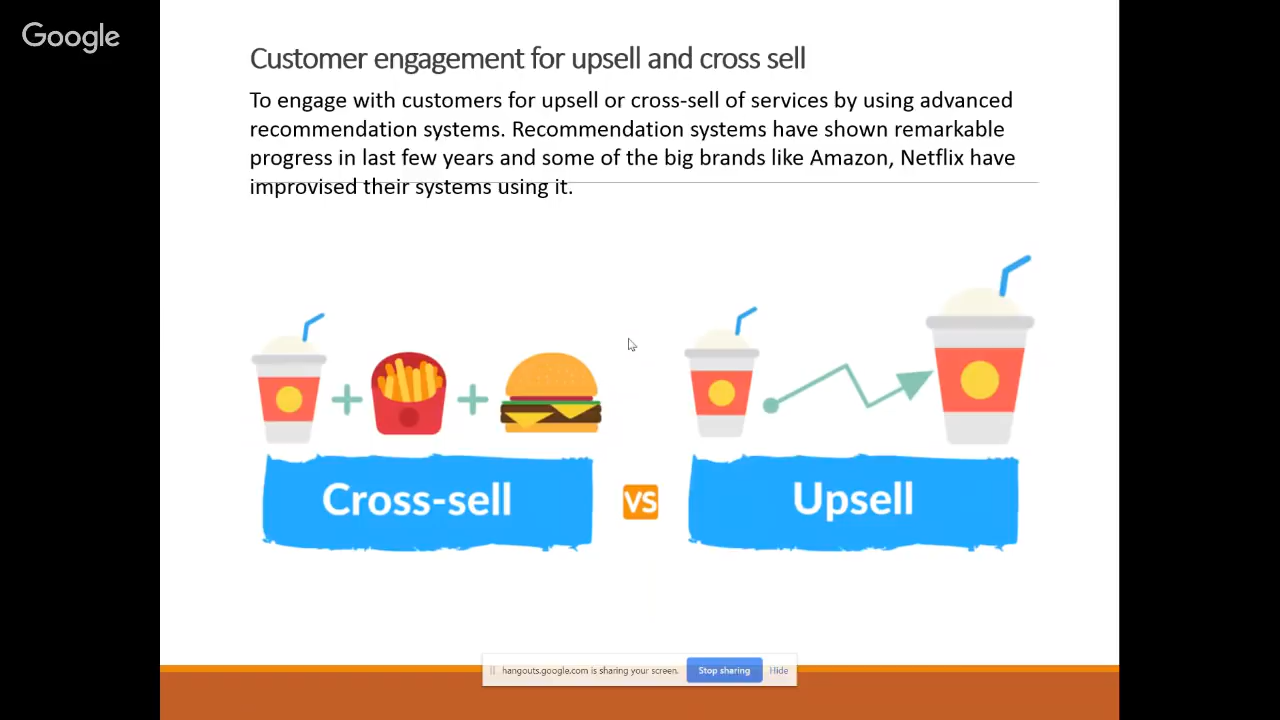 Google
Customer engagement for upsell and cross sell
To engage with customers for upsell or cross-sell of services by using advanced
recommendation systems. Recommendation systems have shown remarkable
progress in last few years and some of the big brands like Amazon, Netflix have
improvised their systems using it.
Cross-sell
VS
Upsell
hangouts.google.com is sharing your screen.
Stop sharing
Hide